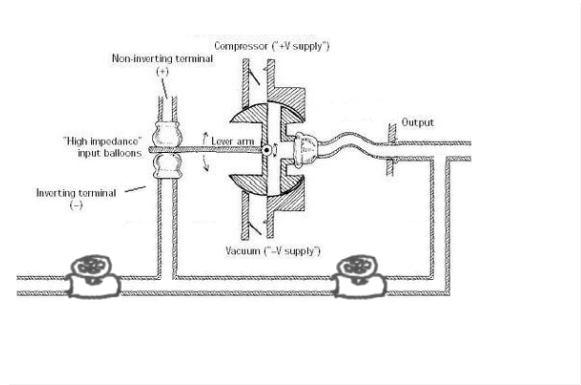 Compressor ("+V supply")
Non-inverting terminal
(+)
Output
"High impedance"
input balloons
Lever arm
Inverting terminal
(-)
Vacuum ("-V supply")